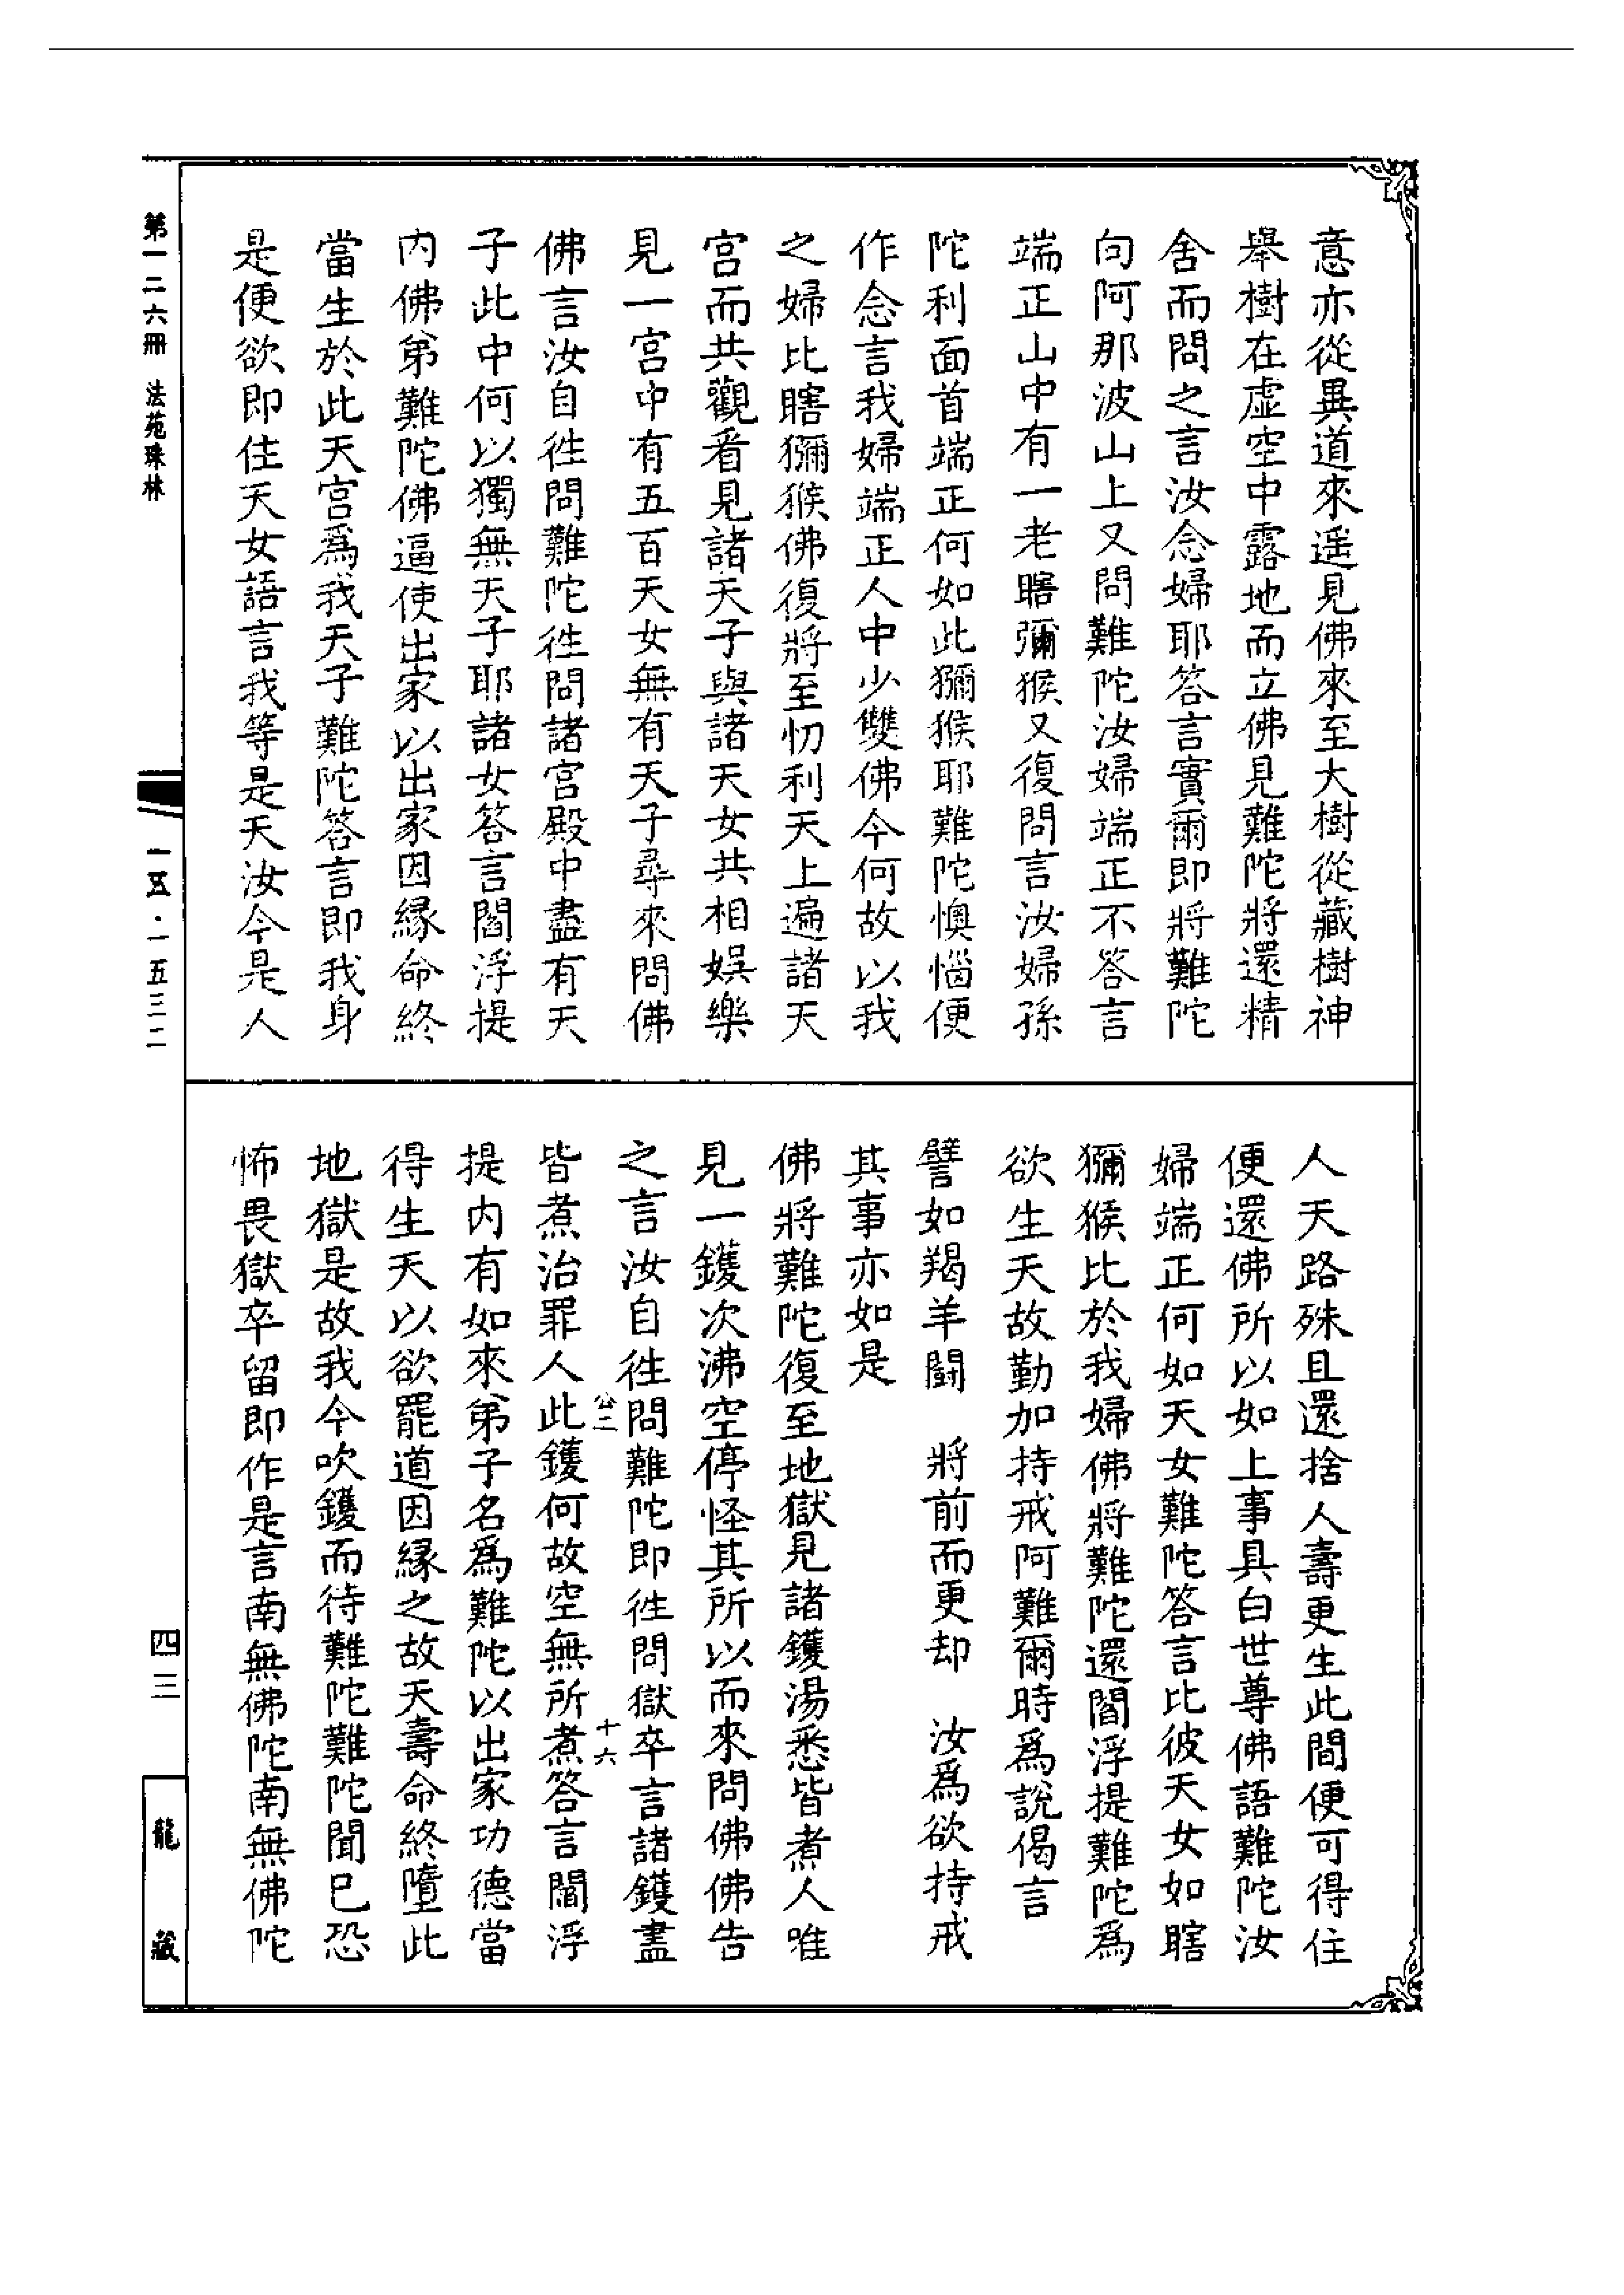 意亦從異道來遥見佛來至大樹從藏樹神
舉樹在虛空中露地而立佛見難陀將還精
舍而問之言汝念婦耶答言實爾即將難陀
向阿那波山上又問難陀汝婦端正不答言
端正山中有一老瞎彌猴又復問言汝婦孫
陀利面首端正何如此獼猴耶難陀懊惱便
作念言我婦端正人中少雙佛今何故以我
之婦比瞎獼猴佛復將至忉利天上遍諸天
宮而共觀看見諸天子與諸天女共相娛樂
見一宮中有五百天女無有天子尋來問佛
佛言汝自徃問難陀徃問諸宮殿中盡有天
子此中何以獨無天子耶諸女答言閻浮提
内佛弟難陀佛逼使出家以出家因緣命終
當生於此天宮爲我天子難陀答言即我身
是便欲即住天女語言我等是天汝今是人
人天路殊且還捨人壽更生此間便可得住
便還佛所以如上事具白世尊佛語難陀汝
婦端正何如天女難陀答言比彼天女如瞎
獼猴比於我婦佛將難陀還閻浮提難陀爲
欲生天故勤加持戒阿難爾時爲說偈言
譬如羯羊鬪　將前而更却　汝爲欲持戒
其事亦如是
佛將難陀復至地獄見諸鑊湯悉皆煮人唯
見一鑊次沸空停怪其所以而來問佛佛告
之言汝自徃問難陀即徃問獄卒言諸鑊盡
皆煮治罪人此鑊何故空無所煮答言閻浮
提内有如來弟子名爲難陀以出家功德當
得生天以欲罷道因緣之故天壽命終墮此
地獄是故我今吹鑊而待難陀難陀聞已恐
怖畏獄卒留即作是言南無佛陀南無佛陀
十六
第一二六冊　法苑珠林
一五三二
四三
龍藏